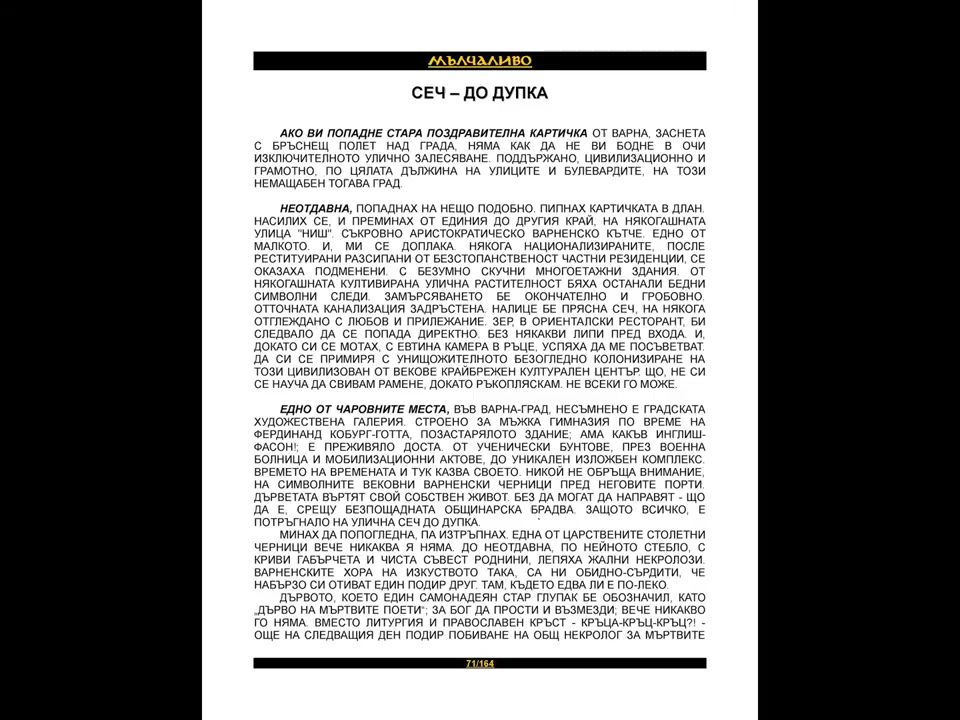 МЪЛЧАЛИВО
СЕЧ – ДО ДУПКА
АКО ВИ ПОПАДНЕ СТАРА ПОЗДРАВИТЕЛНА КАРТИЧКА ОТ ВАРНА, ЗАСНЕТА
С БРЪСНЕЩ ПОЛЕТ НАД ГРАДА, НЯМА КАК ДА НЕ ВИ БОДНЕ В ОЧИ
ИЗКЛЮЧИТЕЛНОТО УЛИЧНО ЗАЛЕСЯВАНЕ. ПОДДЪРЖАНО, ЦИВИЛИЗАЦИОННО И
ГРАМОТНО, ПО ЦЯЛАТА ДЪЛЖИНА НА УЛИЦИТЕ И БУЛЕВАРДИТЕ, НА ТОЗИ
НЕМАЩАБЕН ТОГАВА ГРАД.
НЕОТДАВНА, ПОПАДНАХ НА НЕЩО ПОДОБНО. ПИПНАХ КАРТИЧКАТА В ДЛАН.
НАСИЛИХ СЕ, И ПРЕМИНАХ ОТ ЕДИНИЯ ДО ДРУГИЯ КРАЙ, НА НЯКОГАШНАТА
УЛИЦА "НИШ". СЪКРОВНО АРИСТОКРАТИЧЕСКО ВАРНЕНСКО КЪТЧЕ. ЕДНО ОТ
МАЛКОТО. И, МИ СЕ ДОПЛАКА. НЯКОГА НАЦИОНАЛИЗИРАНИТЕ, ПОСЛЕ
РЕСТИТУИРАНИ РАЗСИПАНИ ОТ БЕЗСТОПАНСТВЕНОСТ ЧАСТНИ РЕЗИДЕНЦИИ, СЕ
ОКАЗАХА ПОДМЕНЕНИ. С БЕЗУМНО СКУЧНИ МНОГОЕТАЖНИ ЗДАНИЯ. ОТ
НЯКОГАШНАТА КУЛТИВИРАНА УЛИЧНА РАСТИТЕЛНОСТ БЯХА ОСТАНАЛИ БЕДНИ
СИМВОЛНИ СЛЕДИ. ЗАМЪРСЯВАНЕТО БЕ ОКОНЧАТЕЛНО И ГРОБОВНО.
ОТТОЧНАТА КАНАЛИЗАЦИЯ ЗАДРЪСТЕНА. НАЛИЦЕ БЕ ПРЯСНА СЕЧ, НА НЯКОГА
ОТГЛЕЖДАНО С ЛЮБОВ И ПРИЛЕЖАНИЕ. ЗЕР, В ОРИЕНТАЛСКИ РЕСТОРАНТ, БИ
СЛЕДВАЛО ДА СЕ ПОПАДА ДИРЕКТНО. БЕЗ НЯКАКВИ ЛИПИ ПРЕД ВХОДА. И,
ДОКАТО СИ СЕ МОТАХ, С ЕВТИНА КАМЕРА В РЪЦЕ, УСПЯХА ДА МЕ ПОСЪВЕТВАТ.
ДА СИ СЕ ПРИМИРЯ С УНИЩОЖИТЕЛНОТО БЕЗОГЛЕДНО КОЛОНИЗИРАНЕ НА
ТОЗИ ЦИВИЛИЗОВАН ОТ ВЕКОВЕ КРАЙБРЕЖЕН КУЛТУРАЛЕН ЦЕНТЪР. ЩО, НЕ СИ
СЕ НАУЧА ДА СВИВАМ РАМЕНЕ, ДОКАТО РЪКОПЛЯСКАМ. НЕ ВСЕКИ ГО МОЖЕ.
ЕДНО ОТ ЧАРОВНИТЕ МЕСТА, ВЪВ ВАРНА-ГРАД, НЕСЪМНЕНО Е ГРАДСКАТА
ХУДОЖЕСТВЕНА ГАЛЕРИЯ. СТРОЕНО ЗА МЪЖКА ГИМНАЗИЯ ПО ВРЕМЕ НА
ФЕРДИНАНД КОБУРГ-ГОТТА, ПОЗАСТАРЯЛОТО ЗДАНИЕ; АМА КАКЪВ ИНГЛИШ-
ФАСОН!; Е ПРЕЖИВЯЛО ДОСТА. ОТ УЧЕНИЧЕСКИ БУНТОВЕ, ПРЕЗ ВОЕННА
БОЛНИЦА И МОБИЛИЗАЦИОННИ АКТОВЕ, ДО УНИКАЛЕН ИЗЛОЖБЕН КОМПЛЕКС.
ВРЕМЕТО НА ВРЕМЕНАТА И ТУК КАЗВА СВОЕТО. НИКОЙ НЕ ОБРЪЩА ВНИМАНИЕ,
НА СИМВОЛНИТЕ ВЕКОВНИ ВАРНЕНСКИ ЧЕРНИЦИ ПРЕД НЕГОВИТЕ ПОРТИ.
ДЪРВЕТАТА ВЪРТЯТ СВОЙ СОБСТВЕН ЖИВОТ. БЕЗ ДА МОГАТ ДА НАПРАВЯТ - ЩО
ДА Е, СРЕЩУ БЕЗПОЩАДНАТА ОБЩИНАРСКА БРАДВА. ЗАЩОТО ВСИЧКО, Е
ПОТРЪГНАЛО НА УЛИЧНА СЕЧ ДО ДУПКА.
МИНАХ ДА ПОПОГЛЕДНА, ПА ИЗТРЪПНАХ. ЕДНА ОТ ЦАРСТВЕНИТЕ СТОЛЕТНИ
ЧЕРНИЦИ ВЕЧЕ НИКАКВА Я НЯМА. ДО НЕОТДАВНА, ПО НЕЙНОТО СТЕБЛО, С
КРИВИ ГАБЪРЧЕТА И ЧИСТА СЪВЕСТ РОДНИНИ, ЛЕПЯХА ЖАЛНИ НЕКРОЛОЗИ.
ВАРНЕНСКИТЕ ХОРА НА ИЗКУСТВОТО ТАКА, СА НИ ОБИДНО-СЪРДИТИ, ЧЕ
НАБЪРЗО СИ ОТИВАТ ЕДИН ПОДИР ДРУГ. ТАМ, КЪДЕТО ЕДВА ЛИ Е ПО-ЛЕКО.
ДЪРВОТО, КОЕТО ЕДИН САМОНАДЕЯН СТАР ГЛУПАК БЕ ОБОЗНАЧИЛ, КАТО
„ДЪРВО НА МЪРТВИТЕ ПОЕТИ“; ЗА БОГ ДА ПРОСТИ И ВЪЗМЕЗДИ; ВЕЧЕ НИКАКВО
ГО НЯМА. ВМЕСТО ЛИТУРГИЯ И ПРАВОСЛАВЕН КРЪСТ - КРЪЦА-КРЪЦ-КРЪЦ?! -
ОЩЕ НА СЛЕДВАЩИЯ ДЕН ПОДИР ПОБИВАНЕ НА ОБЩ НЕКРОЛОГ ЗА МЪРТВИТЕ
71/164